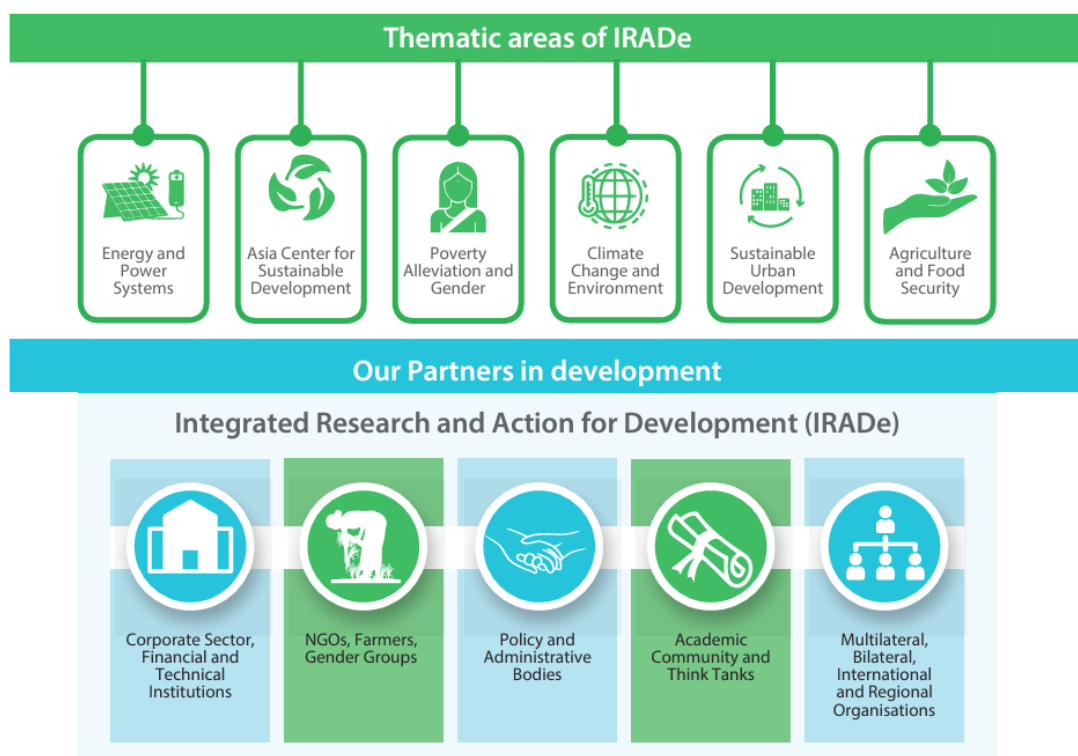 Thematic areas of IRADe
Energy and
Power
Systems
Asia Center for
Sustainable
Development
Poverty
Alleviation and
Gender
Climate
Change and
Environment
Sustainable
Urban
Development
Agriculture
and Food
Security
Our Partners in development
Integrated Research and Action for Development (IRADe)
Corporate Sector,
Financial and
Technical
Institutions
NGOs, Farmers,
Gender Groups
Policy and
Administrative
Bodies
Academic
Community and
Think Tanks
Multilateral,
Bilateral,
International
and Regional
Organisations